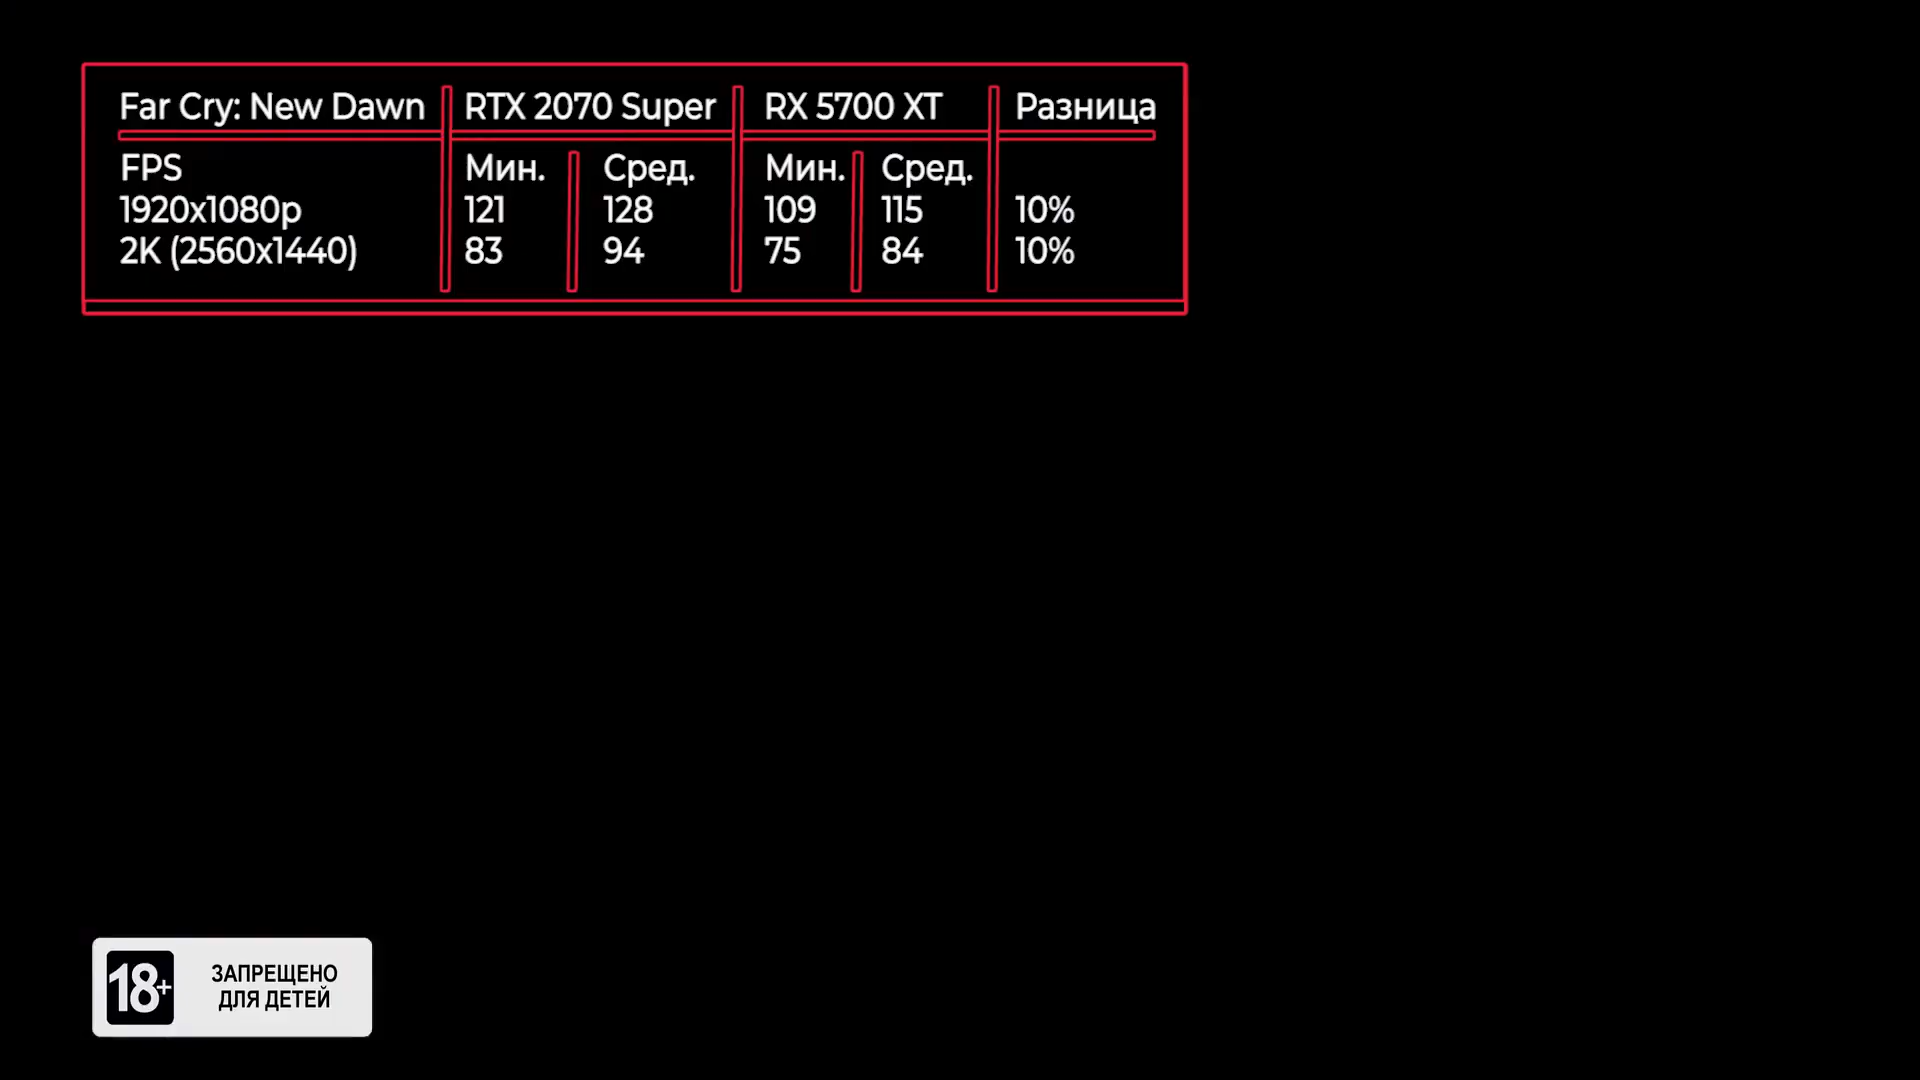 Far Cry: New Dawn RTX 2070 Super RX 5700 XT Разница
FPS Мин. Сред. Мин. Сред.
1920x1080p 121 128 109 115 10%
2K (2560x1440) 83 94 75 84 10%
18+ ЗАПРЕЩЕНО
ДЛЯ ДЕТЕЙ